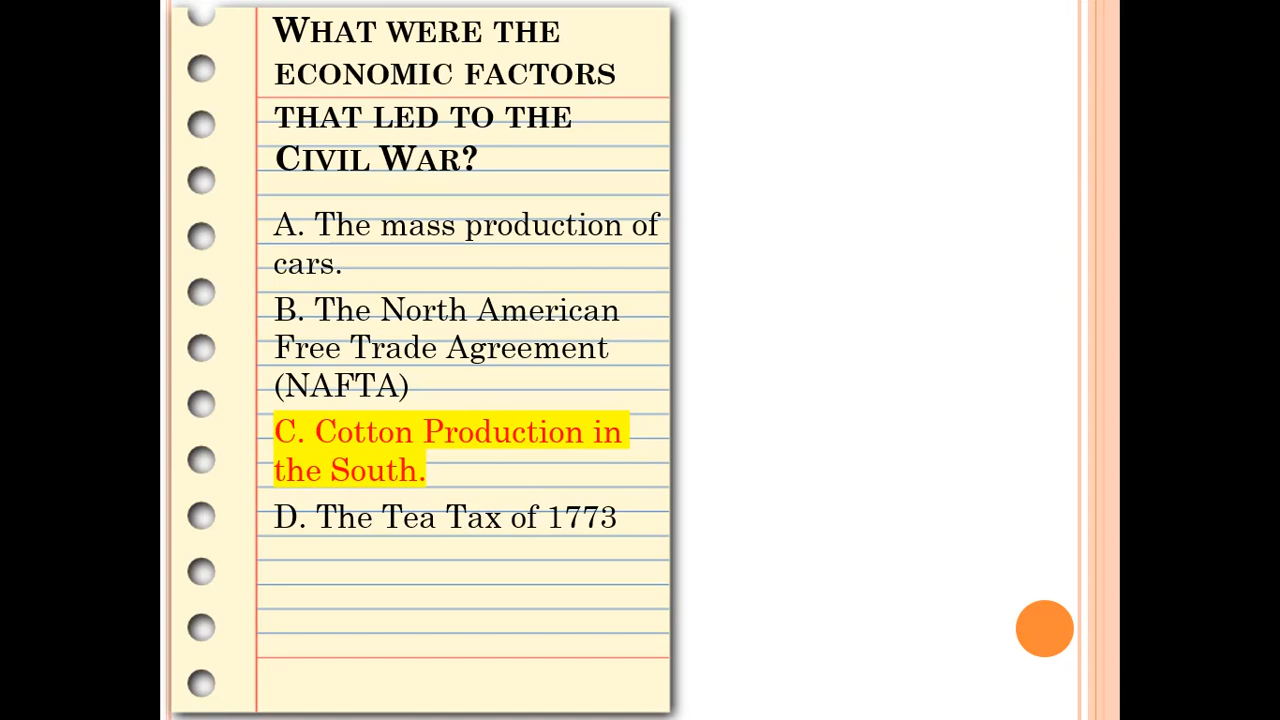 What were the
economic factors
that led to the
Civil War?
A. The mass production of
cars.
B. The North American
Free Trade Agreement
(NAFTA)
C. Cotton Production in
the South.
D. The Tea Tax of 1773